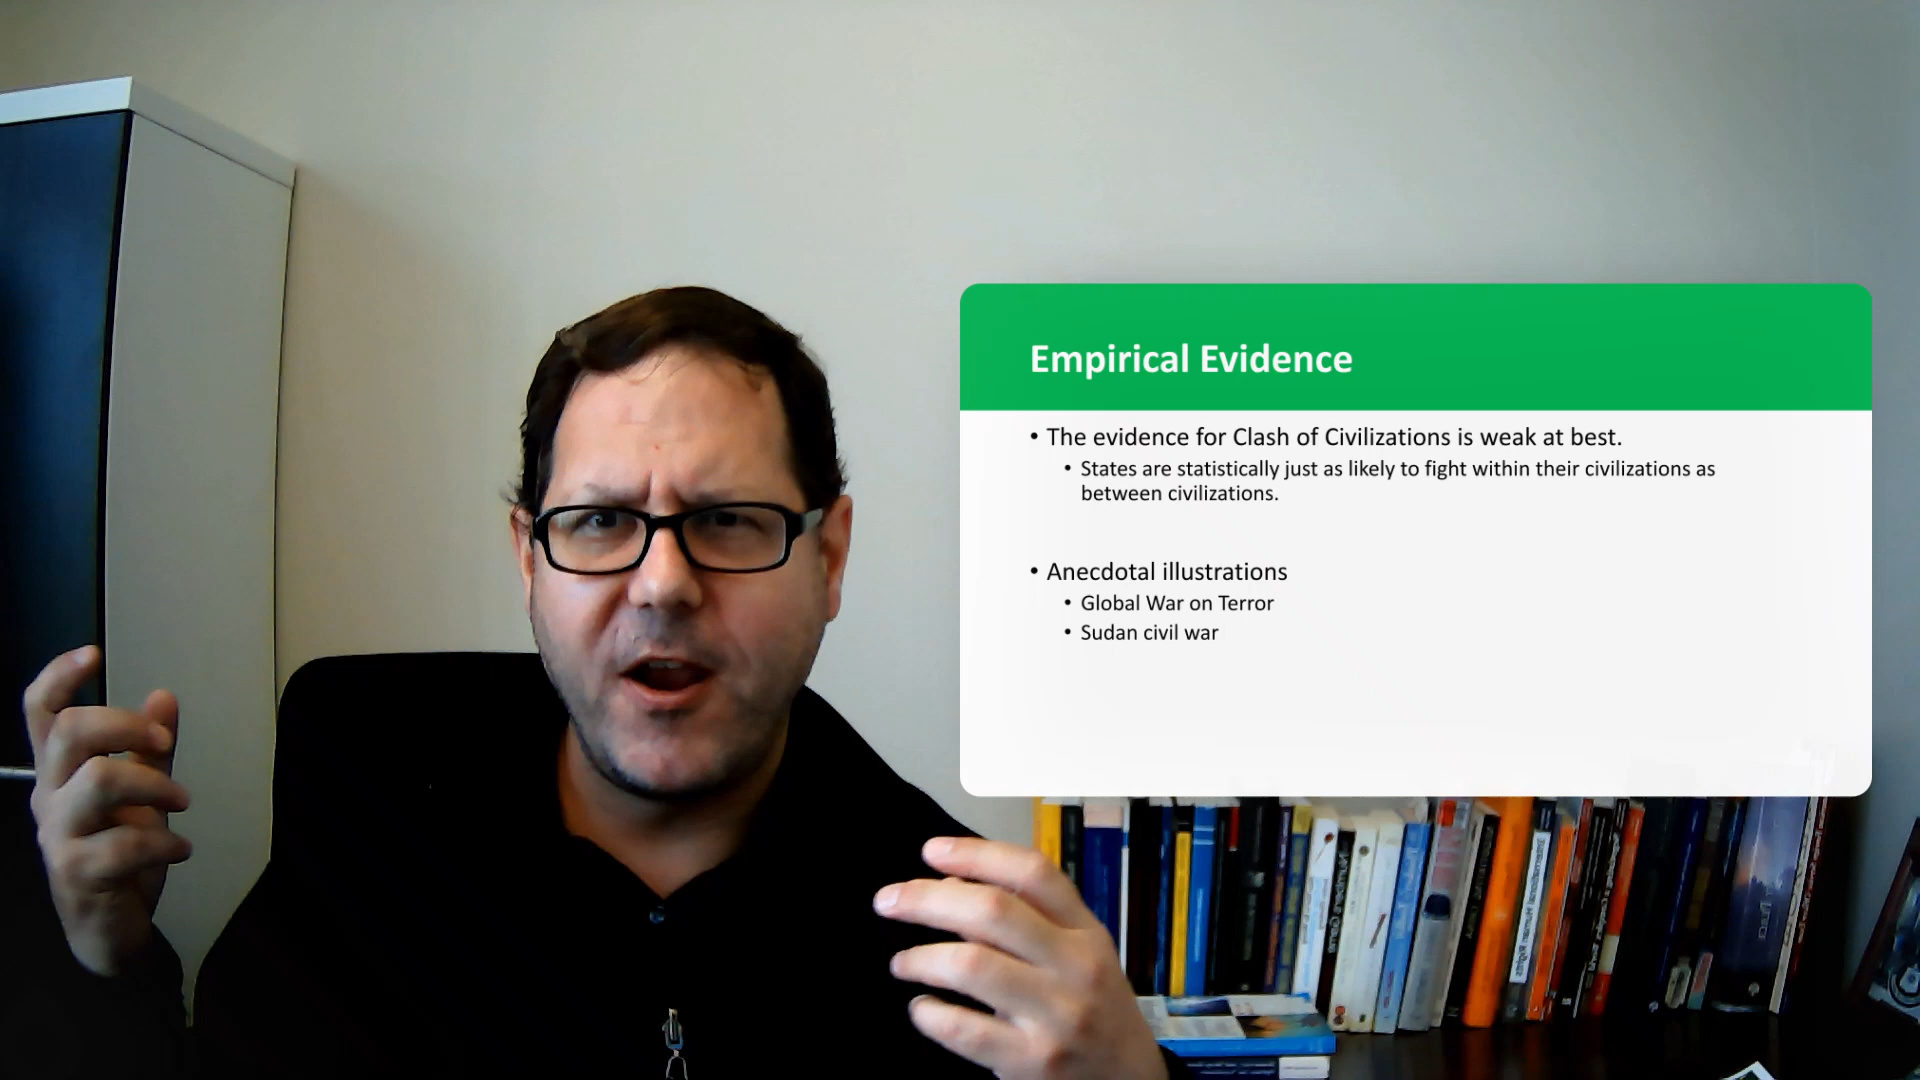 Empirical Evidence
• The evidence for Clash of Civilizations is weak at best.
• States are statistically just as likely to fight within their civilizations as
between civilizations.
• Anecdotal illustrations
• Global War on Terror
• Sudan civil war